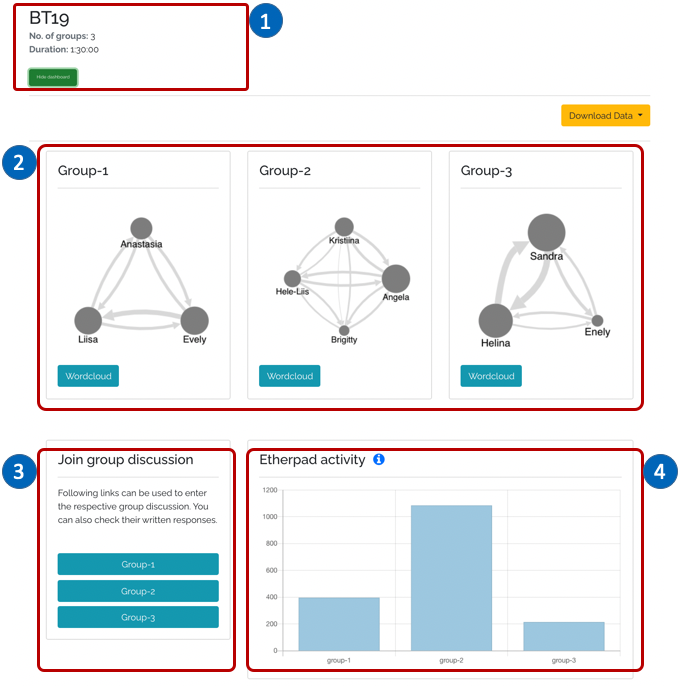 BT19
1
No. of groups: 3
Duration: 1:30:00
Hide dashboard
Download Data
2
Group-1
Anastasia
Liisa
Evely
Wordcloud
Group-2
Kristiina
Hele-Liis
Angela
Brigitty
Wordcloud
Group-3
Sandra
Helina
Enely
Wordcloud
3
Join group discussion
Following links can be used to enter
the respective group discussion. You
can also check their written responses.
Group-1
Group-2
Group-3
Etherpad activity
4
1200
1000
800
600
400
200
0
group-1
group-2
group-3